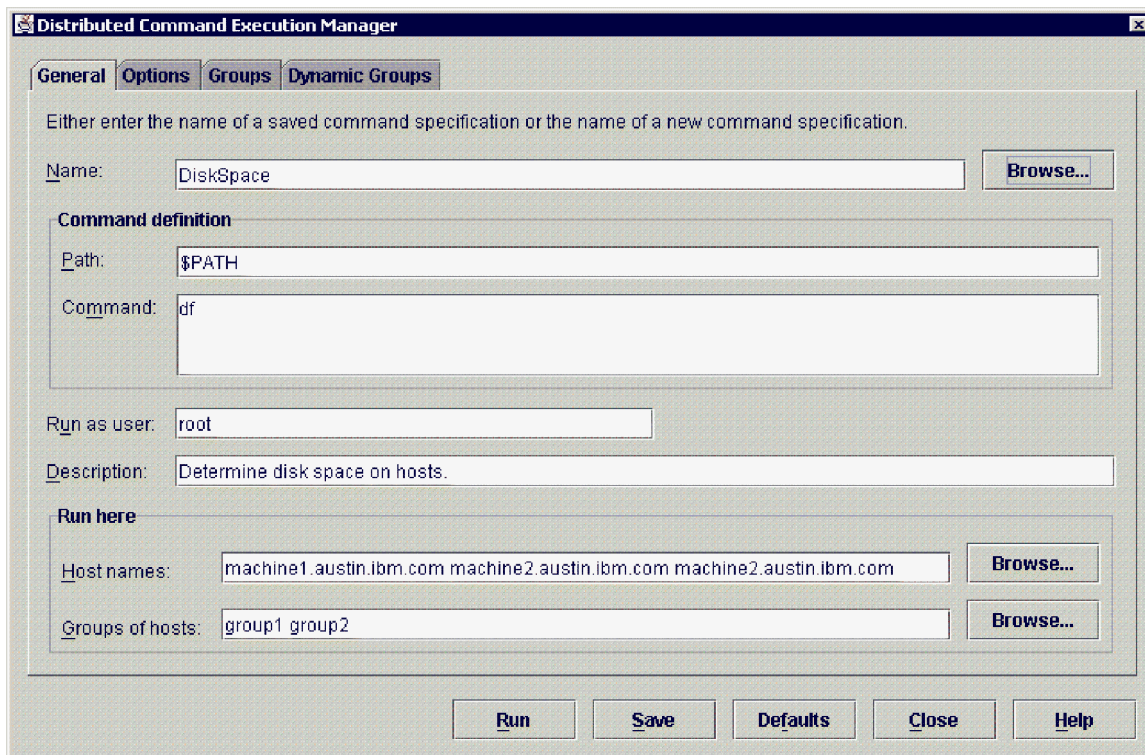 Distributed Command Execution Manager
General Options Groups Dynamic Groups
Either enter the name of a saved command specification or the name of a new command specification.
Name: DiskSpace Browse...
Command definition
Path: $PATH
Command: df
Run as user: root
Description: Determine disk space on hosts.
Run here
Host names: machine1.austin.ibm.com machine2.austin.ibm.com machine2.austin.ibm.com Browse...
Groups of hosts: group1 group2 Browse...
Run Save Defaults Close Help